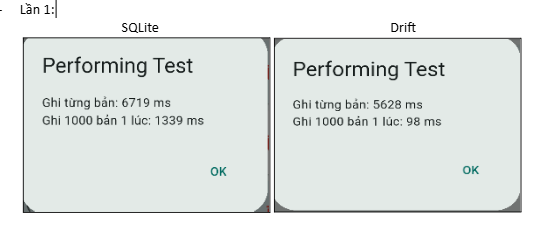 - Lần 1:
SQLite
Drift
Performing Test
Ghi từng bản: 6719 ms
Ghi 1000 bản 1 lúc: 1339 ms
OK
Performing Test
Ghi từng bản: 5628 ms
Ghi 1000 bản 1 lúc: 98 ms
OK